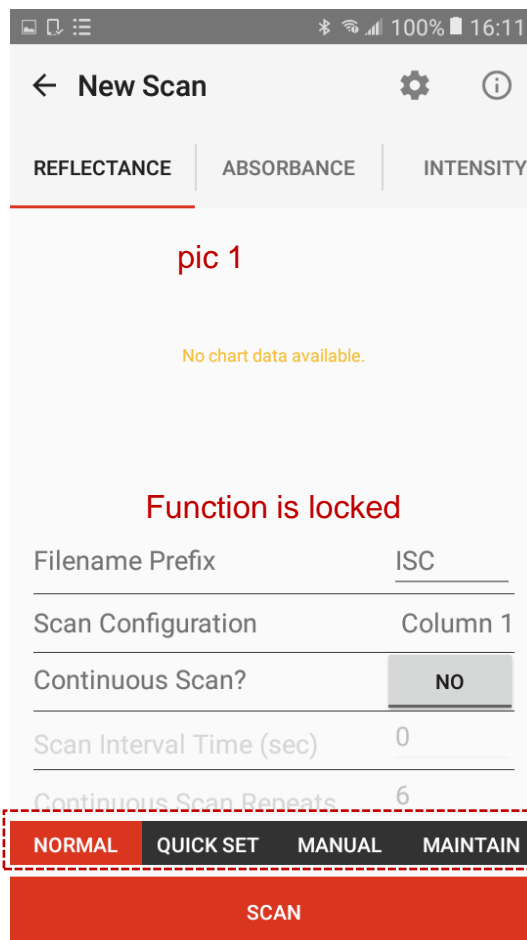 100% 16:11
New Scan
REFLECTANCE ABSORBANCE INTENSITY
pic 1
No chart data available.
Function is locked
Filename Prefix ISC
Scan Configuration Column 1
Continuous Scan? NO
Scan Interval Time (sec) 0
Continuous Scan Repeats 6
NORMAL QUICK SET MANUAL MAINTAIN
SCAN